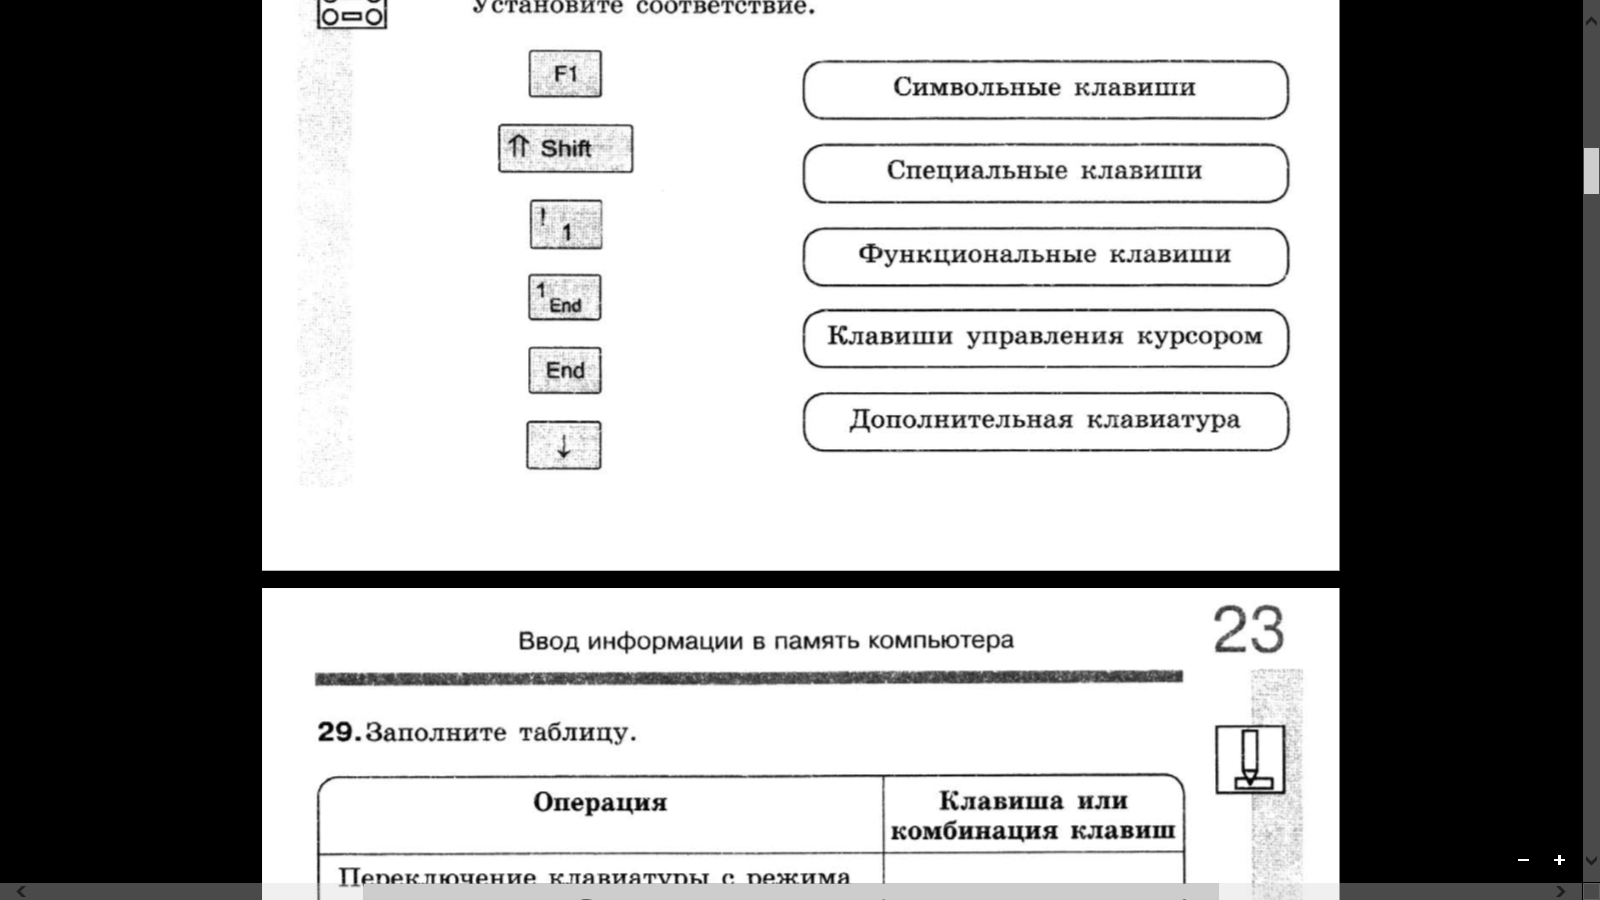 Установите соответствие.
F1
⇑ Shift
!
1
1
End
End
↓
Символьные клавиши
Специальные клавиши
Функциональные клавиши
Клавиши управления курсором
Дополнительная клавиатура
Ввод информации в память компьютера
23
29. Заполните таблицу.
Операция
Клавиша или
комбинация клавиш
Переключение клавиатуры с режима